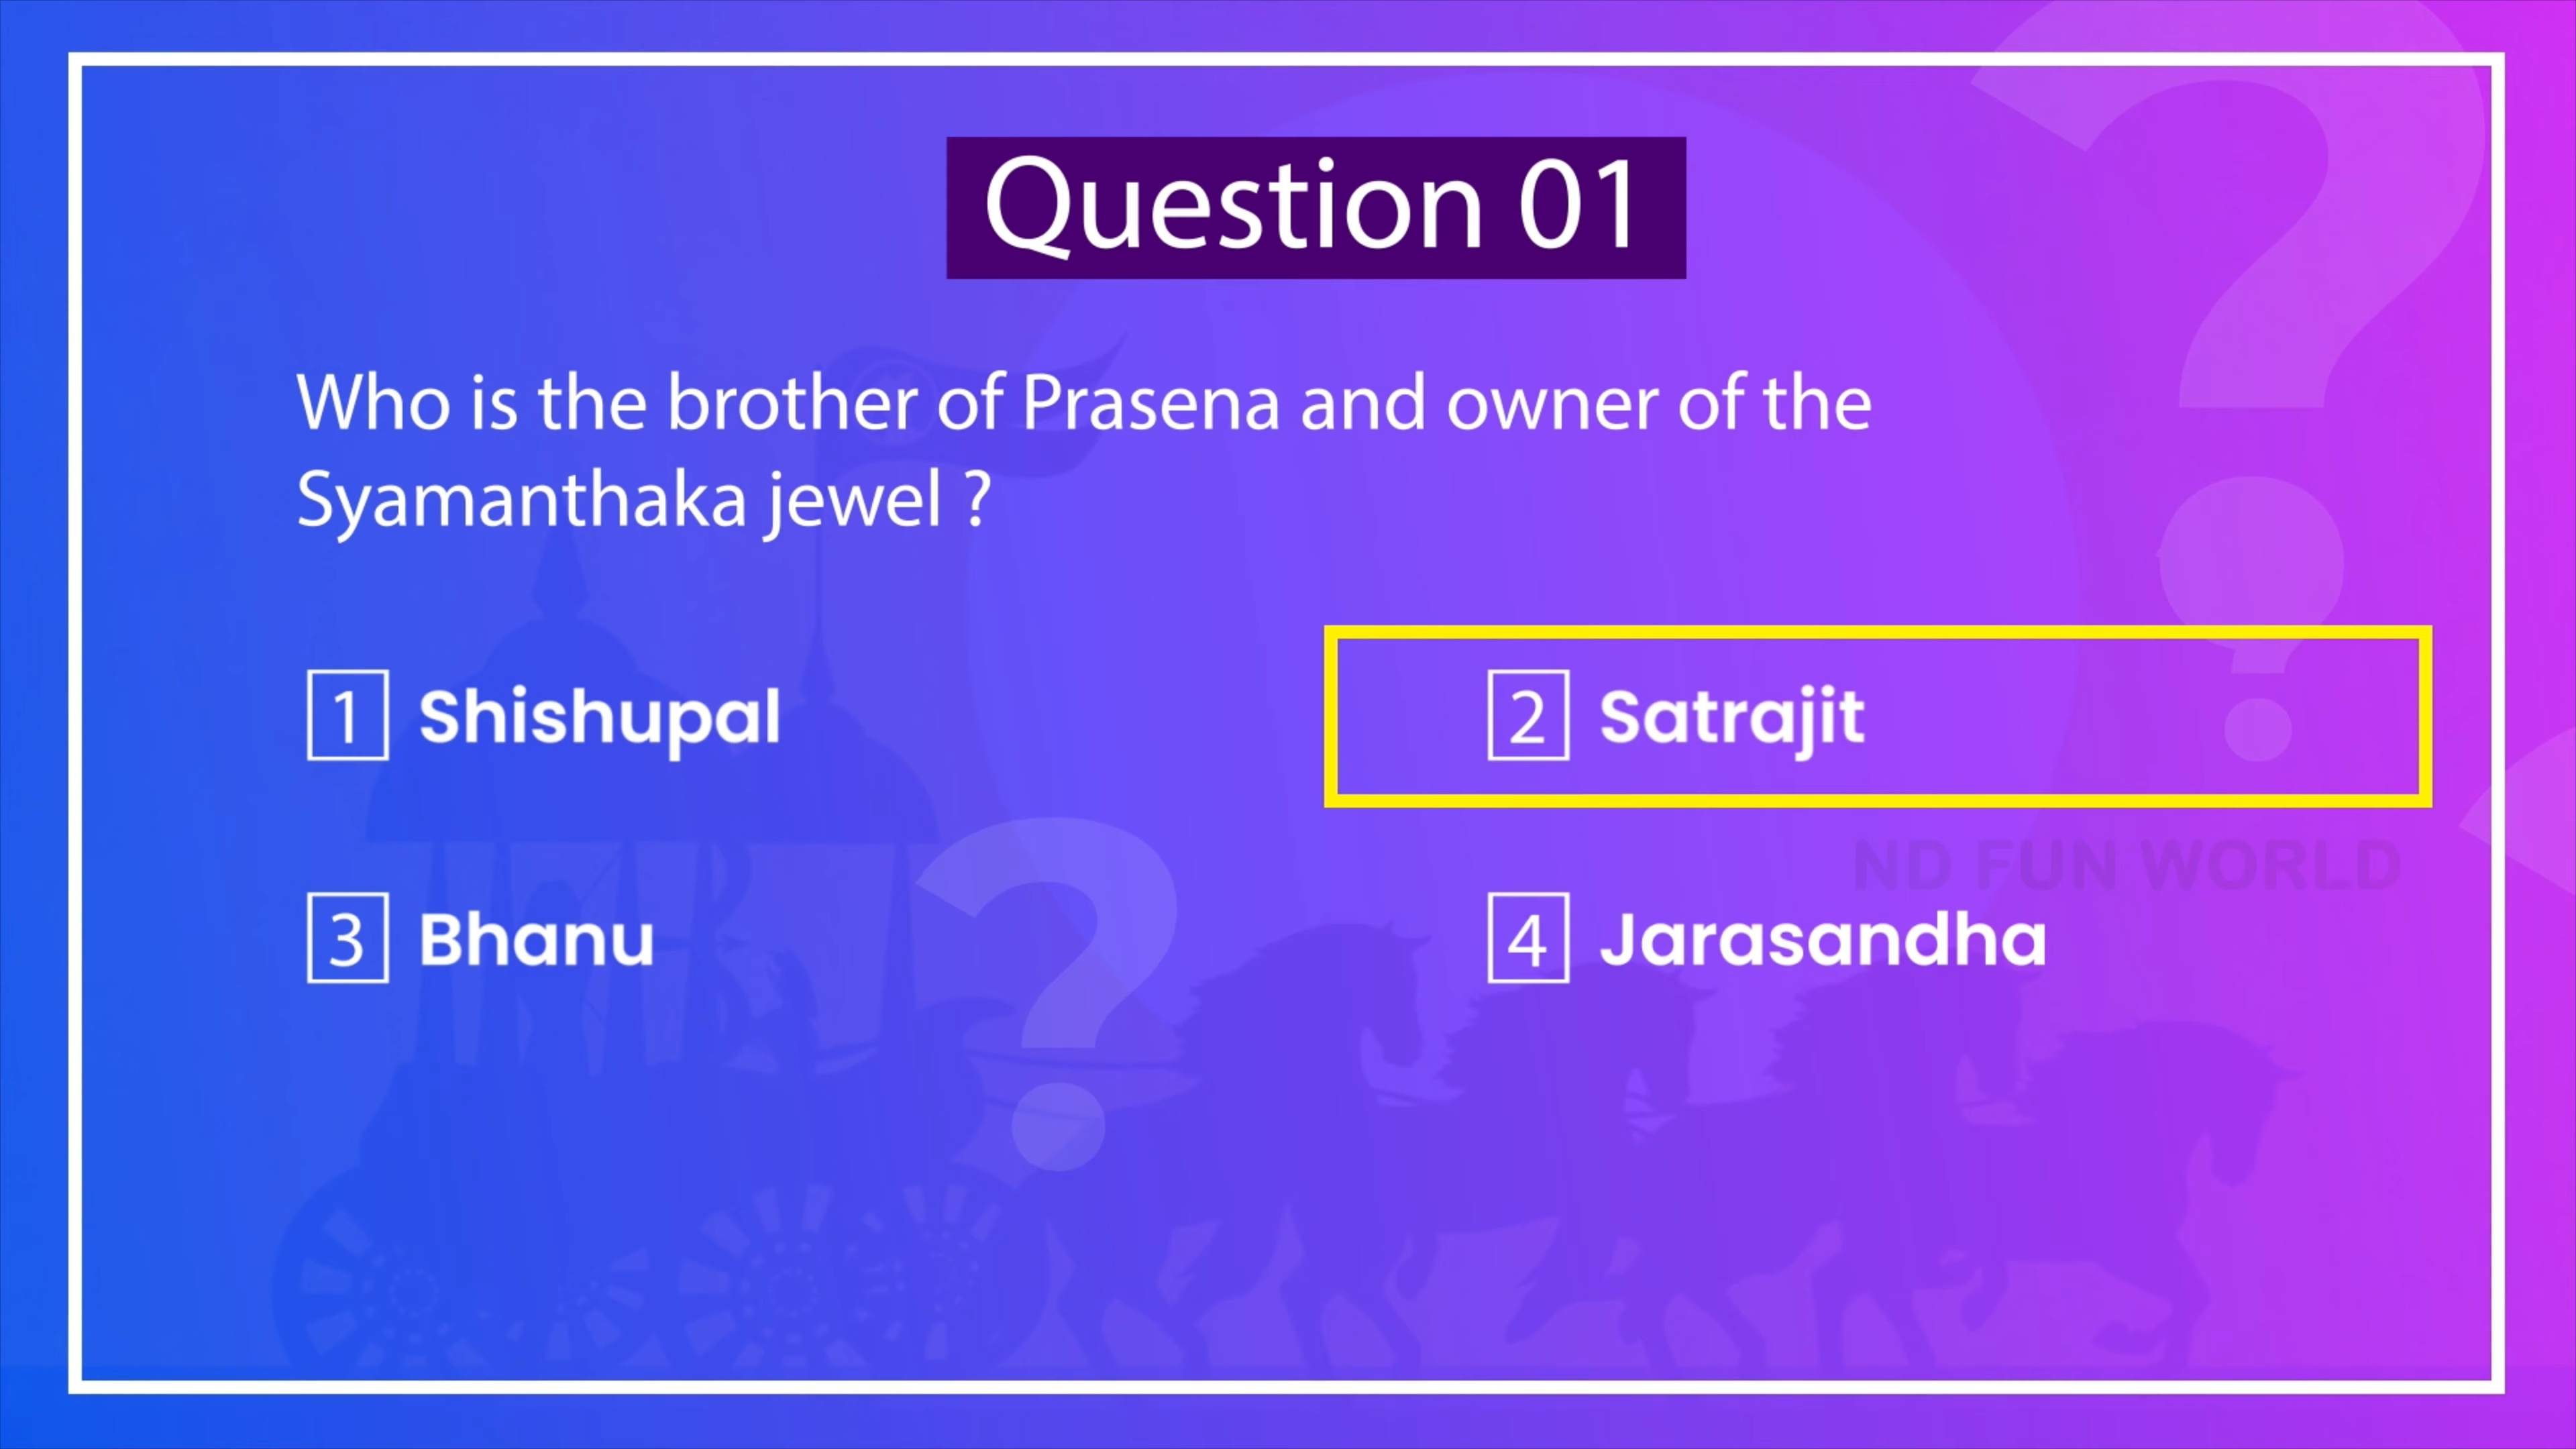 Question 01
Who is the brother of Prasena and owner of the
Syamanthaka jewel ?
1 Shishupal
2 Satrajit
ND FUN WORLD
3 Bhanu
4 Jarasandha